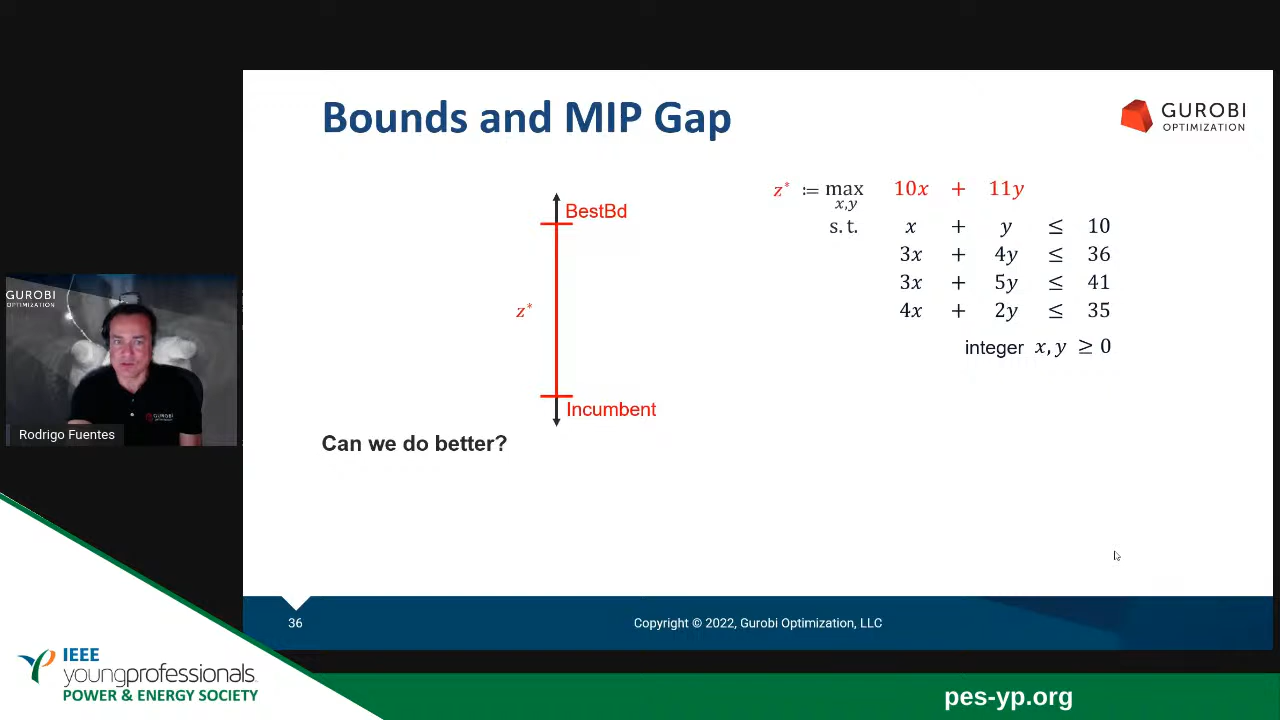 Bounds and MIP Gap
GUROBI
OPTIMIZATION
z* := max 10x + 11y
x,y
s.t. x + y ≤ 10
3x + 4y ≤ 36
3x + 5y ≤ 41
4x + 2y ≤ 35
integer x, y ≥ 0
BestBd
z*
Incumbent
Can we do better?
GUROBI
OPTIMIZATION
GUROBI
Rodrigo Fuentes
36
Copyright © 2022, Gurobi Optimization, LLC
IEEE
youngprofessionals
POWER & ENERGY SOCIETY
pes-yp.org